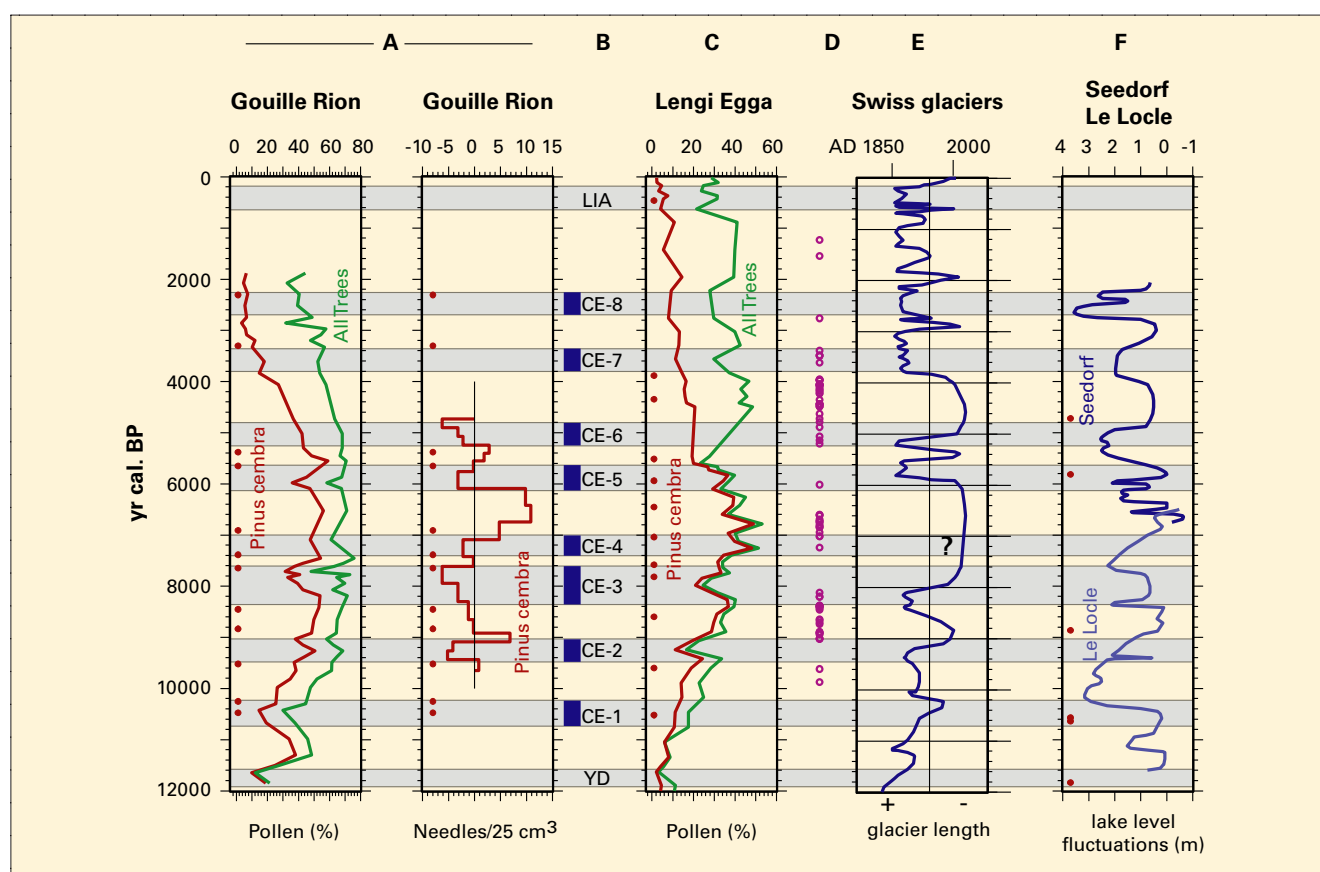 A B C D E F
Gouille Rion Gouille Rion Lengi Egga Swiss glaciers Seedorf
Le Locle
0 20 40 60 80 -10 -5 0 5 10 15 0 20 40 60 AD 1850 2000 4 3 2 1 0 -1
yr cal. BP
0
2000
4000
6000
8000
10000
12000
Pinus cembra
All Trees
Pinus cembra
LIA
CE-8
CE-7
CE-6
CE-5
CE-4
CE-3
CE-2
CE-1
YD
Pinus cembra
All Trees
?
Seedorf
Le Locle
+ -
Pollen (%) Needles/25 cm3 Pollen (%) glacier length lake level
fluctuations (m)